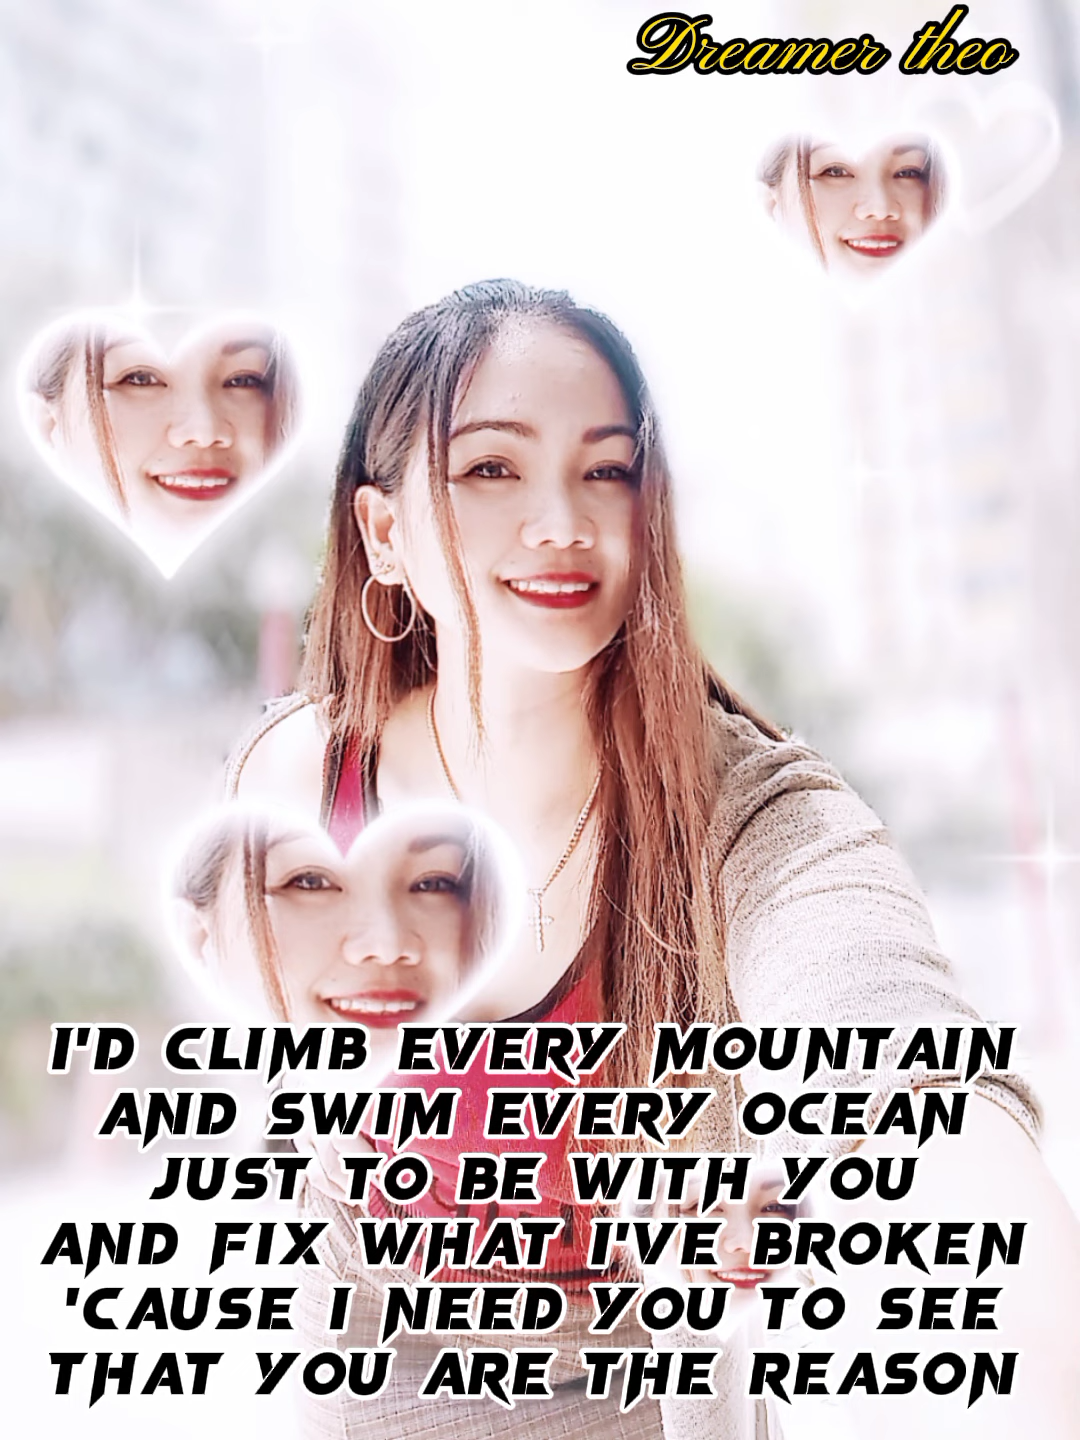 Dreamer theo
I'D CLIMB EVERY MOUNTAIN
AND SWIM EVERY OCEAN
JUST TO BE WITH YOU
AND FIX WHAT I'VE BROKEN
'CAUSE I NEED YOU TO SEE
THAT YOU ARE THE REASON